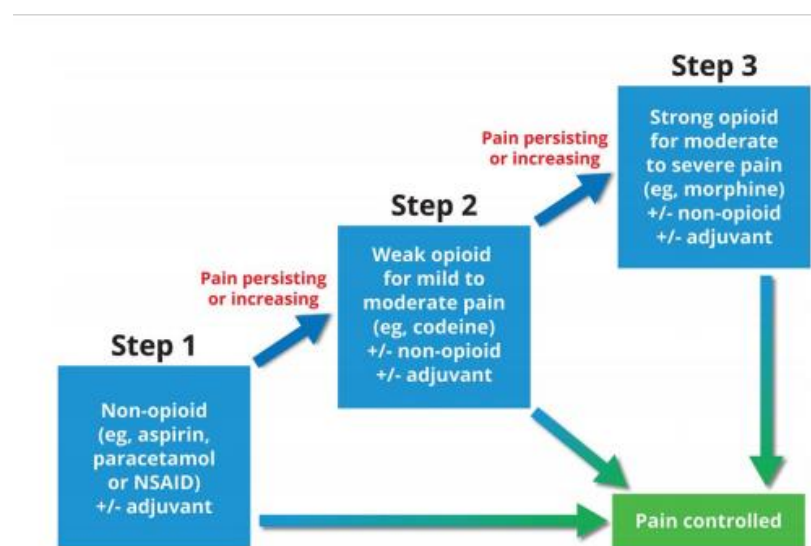 Step 3
Strong opioid
for moderate
to severe pain
(eg, morphine)
+/- non-opioid
+/- adjuvant
Pain persisting
or increasing
Step 2
Weak opioid
for mild to
moderate pain
(eg, codeine)
+/- non-opioid
+/- adjuvant
Pain persisting
or increasing
Step 1
Non-opioid
(eg, aspirin,
paracetamol
or NSAID)
+/- adjuvant
Pain controlled